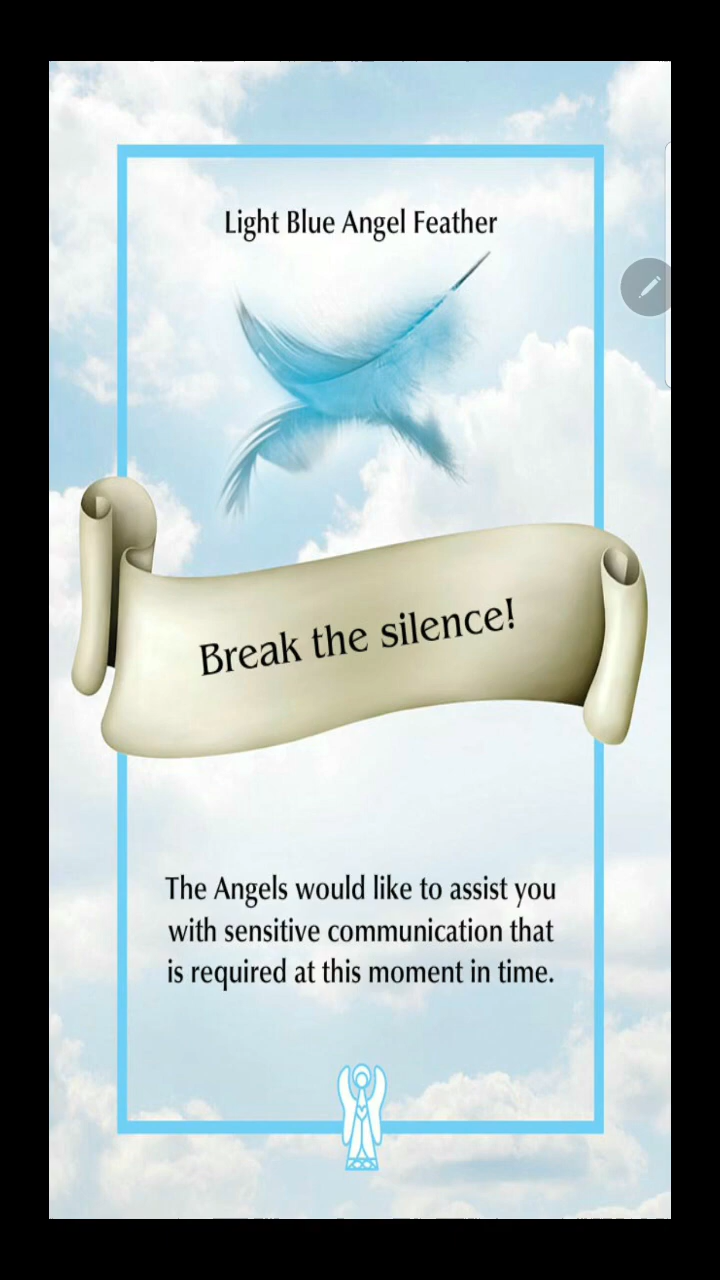 Light Blue Angel Feather
Break the silence!
The Angels would like to assist you
with sensitive communication that
is required at this moment in time.